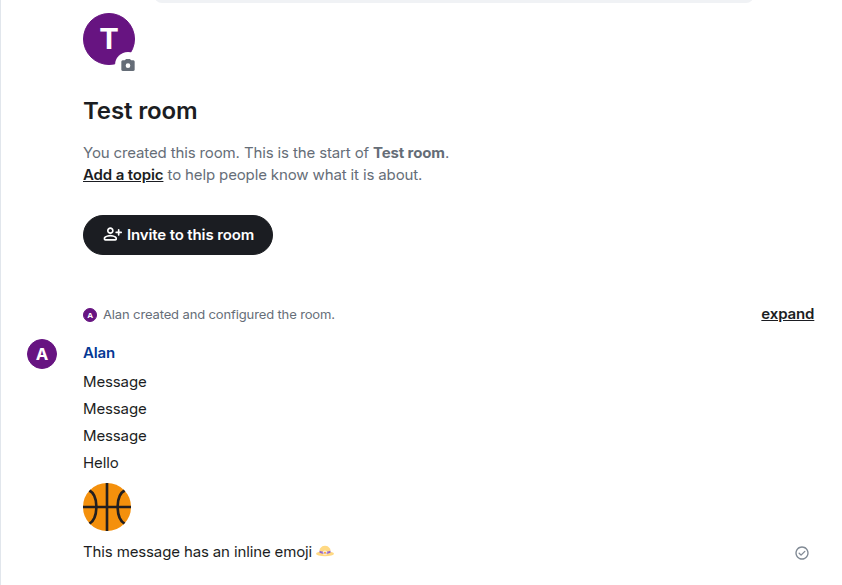 T
Test room
You created this room. This is the start of Test room.
Add a topic to help people know what it is about.
Invite to this room
A Alan created and configured the room. expand
A Alan
Message
Message
Message
Hello
🏀
This message has an inline emoji